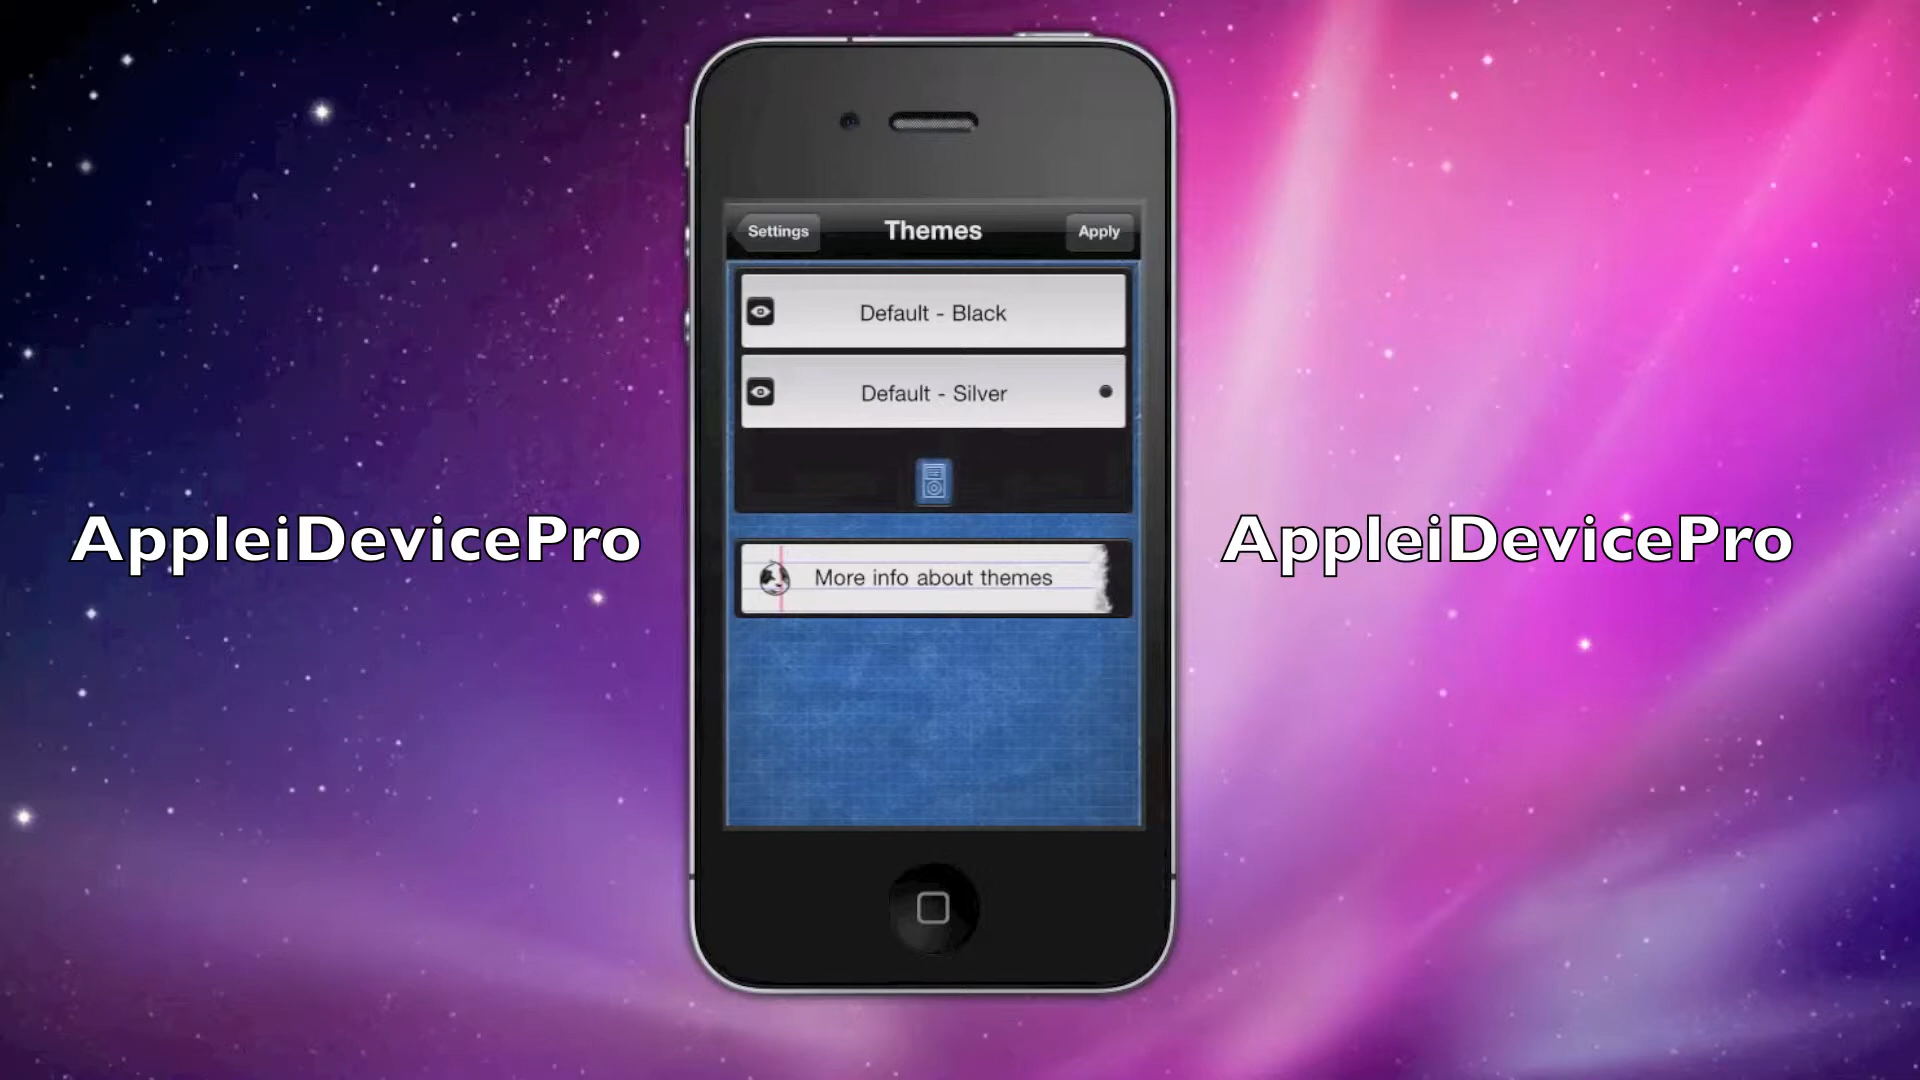 Settings
Themes
Apply
Default - Black
Default - Silver
AppleiDevicePro
AppleiDevicePro
More info about themes